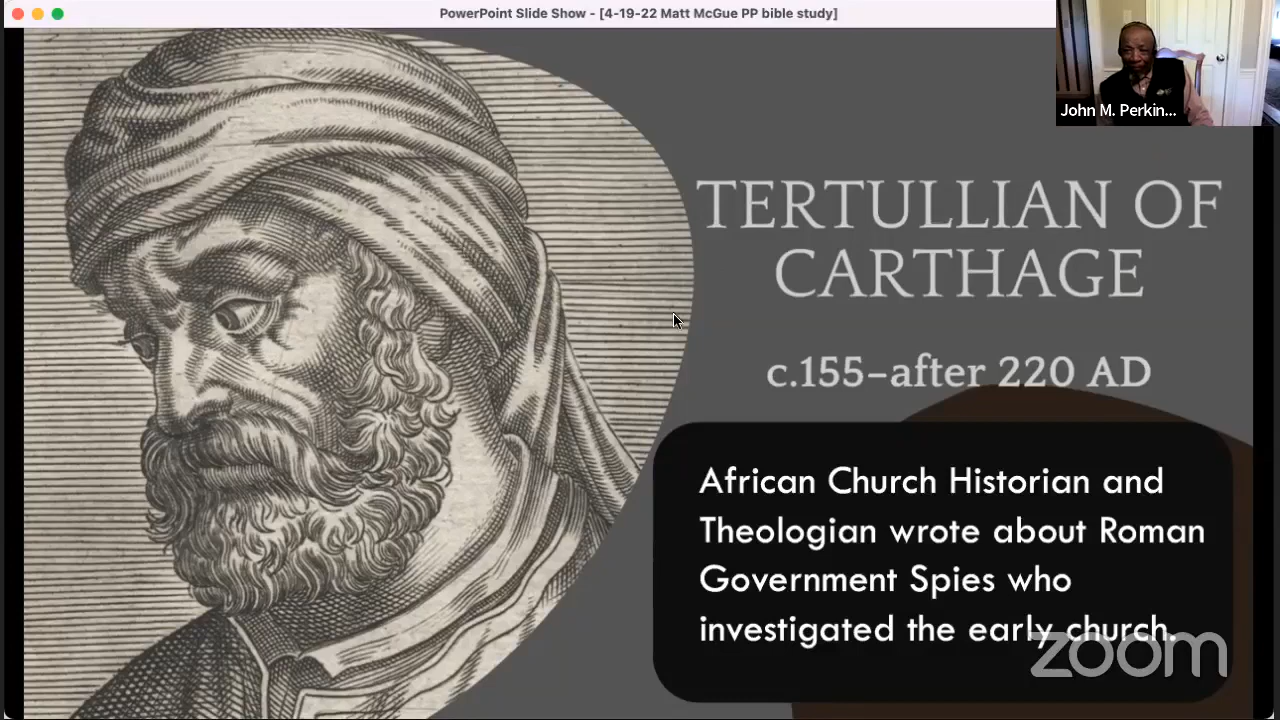 PowerPoint Slide Show - [4-19-22 Matt McGue PP bible study]
John M. Perkin...
TERTULLIAN OF
CARTHAGE
c.155–after 220 AD
African Church Historian and
Theologian wrote about Roman
Government Spies who
investigated the early church.
zoom